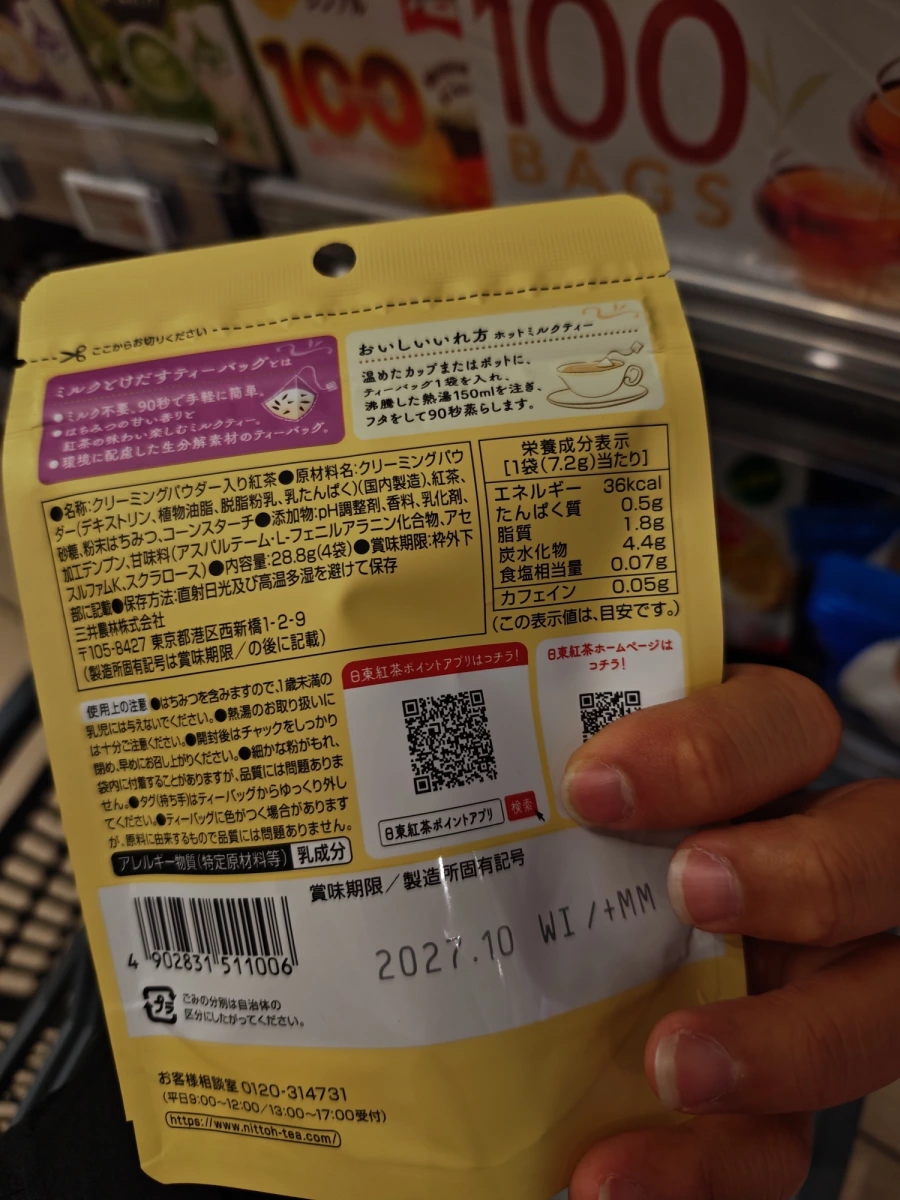 100
100
BAGS
ここからお切りください
ミルクとけだすティーバッグとは
●ミルク不要、90秒で手軽に簡単。
●はちみつの甘い香りと
紅茶の味わい楽しむミルクティー。
●環境に配慮した生分解素材のティーバッグ。
おいしいいれ方 ホットミルクティー
温めたカップまたはポットに、
ティーバッグ1袋を入れ、
沸騰した熱湯150mlを注ぎ、
フタをして90秒蒸らします。
●名称:クリーミングパウダー入り紅茶●原材料名:クリーミングパウ
ダー(デキストリン、植物油脂、脱脂粉乳、乳たんぱく)(国内製造)、紅茶、
砂糖、粉末はちみつ、コーンスターチ●添加物:pH調整剤、香料、乳化剤、
加工デンプン、甘味料(アスパルテーム・L-フェニルアラニン化合物、アセ
スルファムK、スクラロース)●内容量:28.8g(4袋)●賞味期限:枠外下
部に記載●保存方法:直射日光及び高温多湿を避けて保存
三井農林株式会社
〒105-8427 東京都港区西新橋1-2-9
(製造所固有記号は賞味期限/の後に記載)
栄養成分表示
[1袋(7.2g)当たり]
エネルギー 36kcal
たんぱく質 0.5g
脂質 1.8g
炭水化物 4.4g
食塩相当量 0.07g
カフェイン 0.05g
(この表示値は、目安です。)
使用上の注意 ●はちみつを含みますので、1歳未満の
乳児には与えないでください。●熱湯のお取り扱いに
は十分ご注意ください。●開封後はチャックをしっかり
閉め、早めにお召し上がりください。●細かな粉がもれ、
袋内に付着することがありますが、品質には問題ありま
せん。●タグ(持ち手)はティーバッグからゆっくり外し
てください。●ティーバッグに色がつく場合があります
が、原料に由来するもので品質には問題ありません。
アレルギー物質(特定原材料等) 乳成分
日東紅茶ポイントアプリはコチラ!
日東紅茶ポイントアプリ 検索
日東紅茶ホームページは
コチラ!
賞味期限/製造所固有記号
2027.10 WI /+MM
4 902831 511006
プラ
ごみの分別は自治体の
区分にしたがってください。
お客様相談室 0120-314731
(平日9:00~12:00/13:00~17:00受付)
https://www.nittoh-tea.com/